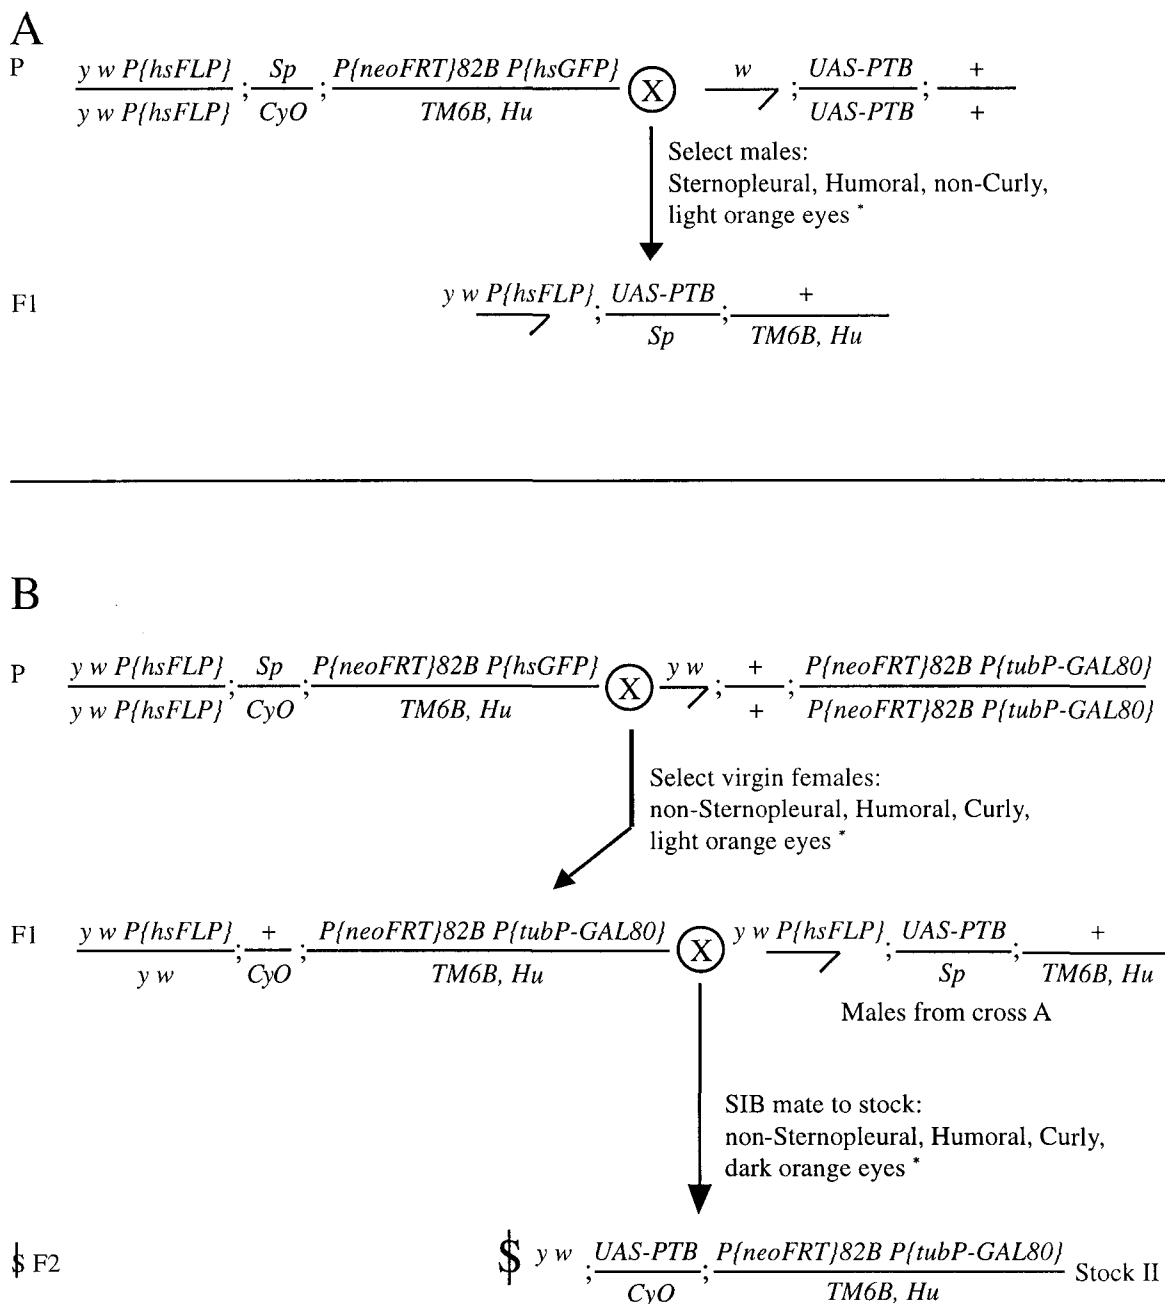 A
P y w P{hsFLP} / y w P{hsFLP} ; Sp / CyO ; P{neoFRT}82B P{hsGFP} / TM6B, Hu X w ; UAS-PTB / UAS-PTB ; + / +
Select males:
Sternopleural, Humoral, non-Curly,
light orange eyes *
F1 y w P{hsFLP} ; UAS-PTB / Sp ; + / TM6B, Hu
B
P y w P{hsFLP} / y w P{hsFLP} ; Sp / CyO ; P{neoFRT}82B P{hsGFP} / TM6B, Hu X y w ; + / + ; P{neoFRT}82B P{tubP-GAL80} / P{neoFRT}82B P{tubP-GAL80}
Select virgin females:
non-Sternopleural, Humoral, Curly,
light orange eyes *
F1 y w P{hsFLP} / y w ; + / CyO ; P{neoFRT}82B P{tubP-GAL80} / TM6B, Hu X y w P{hsFLP} ; UAS-PTB / Sp ; + / TM6B, Hu
Males from cross A
SIB mate to stock:
non-Sternopleural, Humoral, Curly,
dark orange eyes *
$ F2 $ y w ; UAS-PTB / CyO ; P{neoFRT}82B P{tubP-GAL80} / TM6B, Hu Stock II